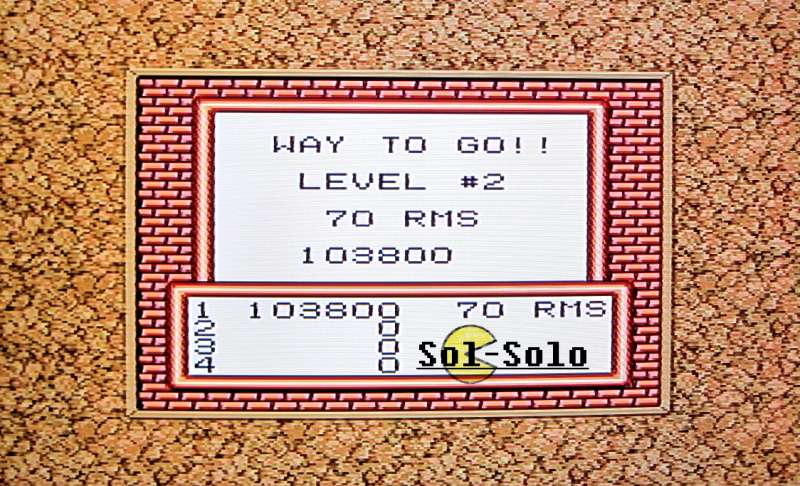 WAY TO GO!!
LEVEL #2
70 RMS
103800
1 103800 70 RMS
2 0
3 0
4 0
Sol-Solo